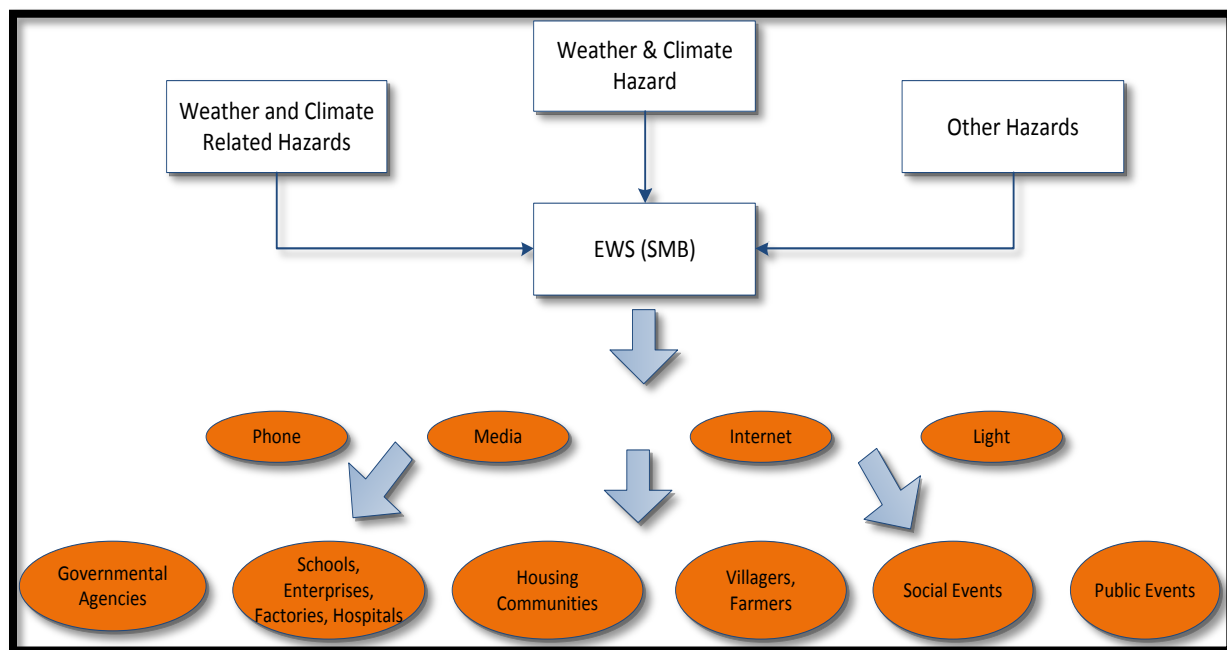 Weather & Climate
Hazard
Weather and Climate
Related Hazards
Other Hazards
EWS (SMB)
Phone
Media
Internet
Light
Governmental
Agencies
Schools,
Enterprises,
Factories, Hospitals
Housing
Communities
Villagers,
Farmers
Social Events
Public Events